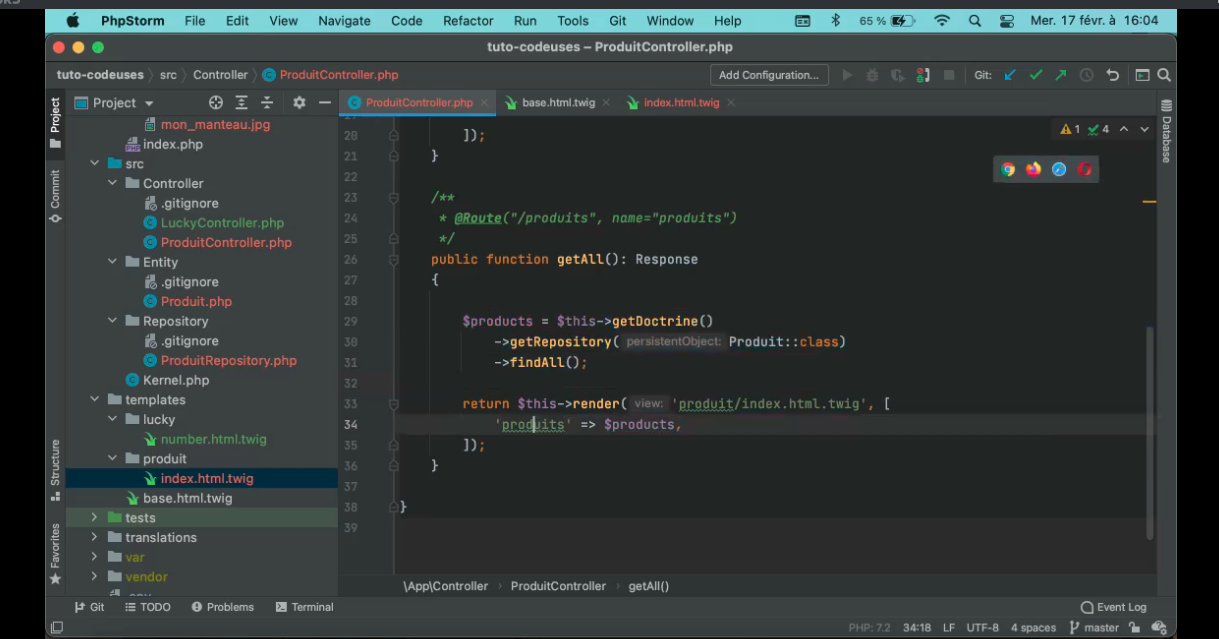 PhpStorm File Edit View Navigate Code Refactor Run Tools Git Window Help 65 % Mer. 17 févr. à 16:04
tuto-codeuses – ProduitController.php
tuto-codeuses src Controller ProduitController.php Add Configuration... Git:
Project
ProduitController.php base.html.twig index.html.twig
Project
Commit
Structure
Favorites
Database
mon_manteau.jpg
index.php
src
Controller
.gitignore
LuckyController.php
ProduitController.php
Entity
.gitignore
Produit.php
Repository
.gitignore
ProduitRepository.php
Kernel.php
templates
lucky
number.html.twig
produit
index.html.twig
base.html.twig
tests
translations
var
vendor
1 4
20 ]);
21 }
22
23 /**
24 * @Route("/produits", name="produits")
25 */
26 public function getAll(): Response
27 {
28
29 $products = $this->getDoctrine()
30 ->getRepository( persistentObject: Produit::class)
31 ->findAll();
32
33 return $this->render( view: 'produit/index.html.twig', [
34 'produits' => $products,
35 ]);
36 }
37
38 }
39
\App\Controller ProduitController getAll()
Git TODO Problems Terminal Event Log
PHP: 7.2 34:18 LF UTF-8 4 spaces master